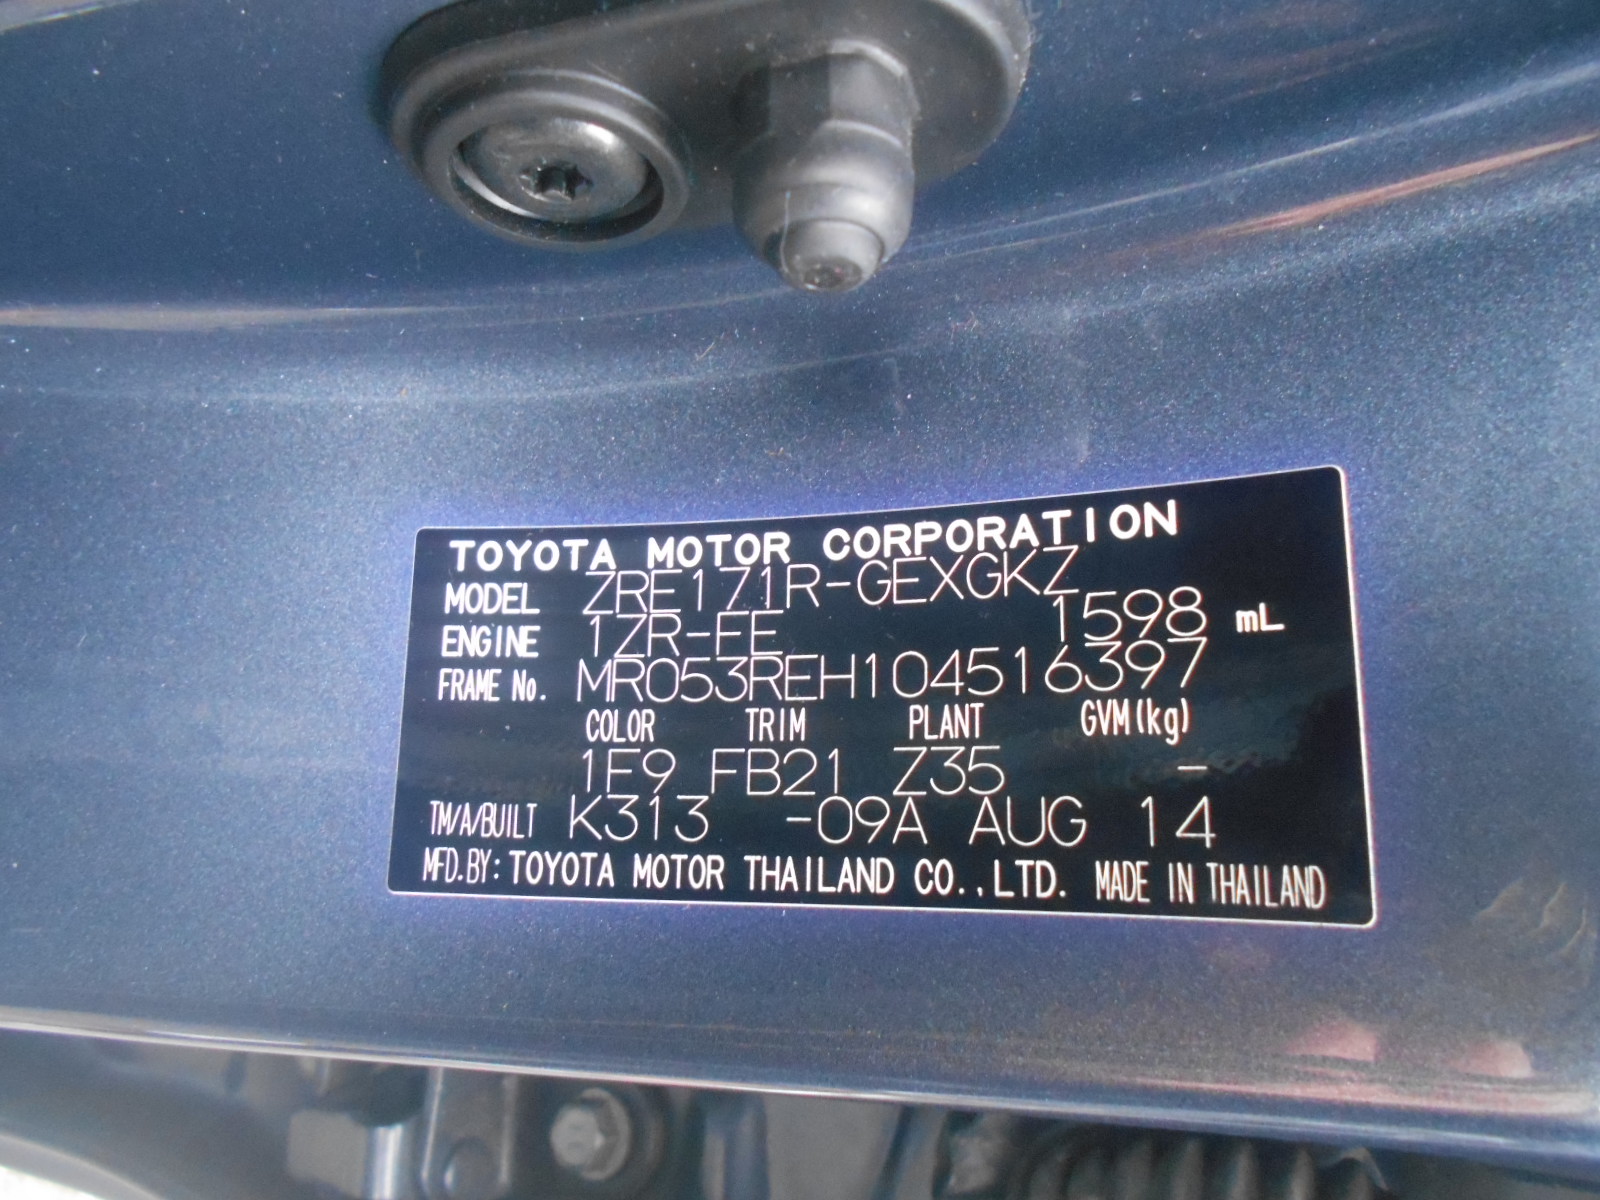 TOYOTA MOTOR CORPORATION
MODEL ZRE171R-GEXGKZ
ENGINE 1ZR-FE 1598 mL
FRAME No. MR053REH104516397
COLOR TRIM PLANT GVM(kg)
1F9 FB21 Z35 -
TM/A/BUILT K313 -09A AUG 14
MFD.BY: TOYOTA MOTOR THAILAND CO.,LTD. MADE IN THAILAND